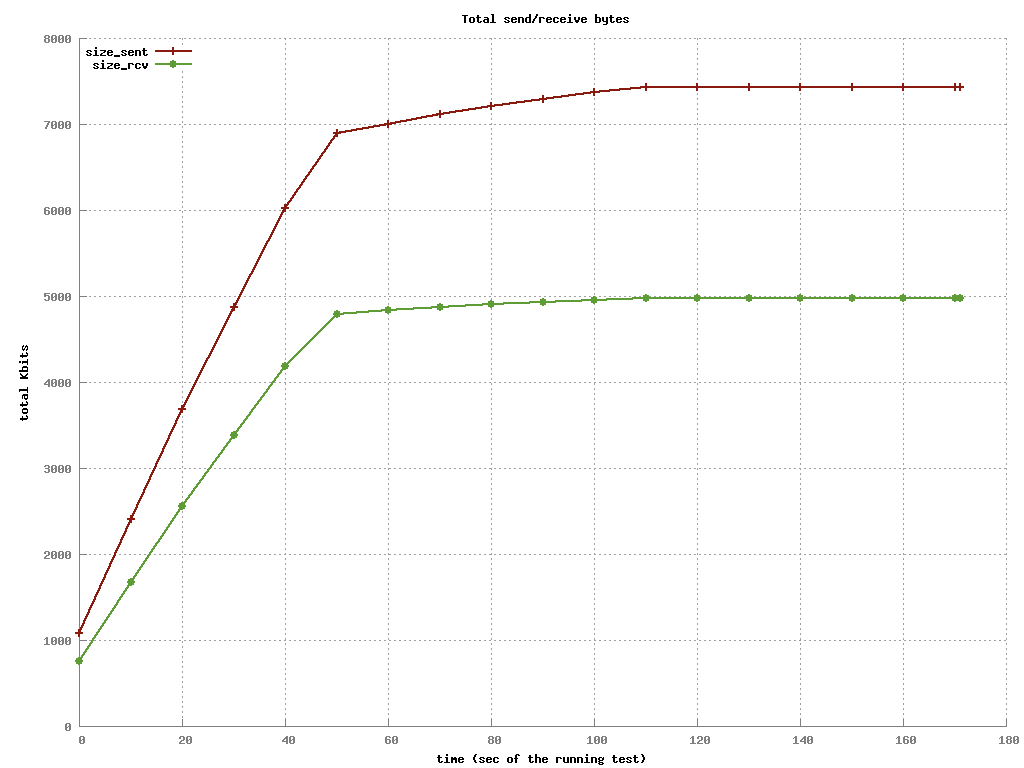 Total send/receive bytes
8000
size_sent
size_rcv
7000
6000
5000
total Kbits
4000
3000
2000
1000
0
0 20 40 60 80 100 120 140 160 180
time (sec of the running test)